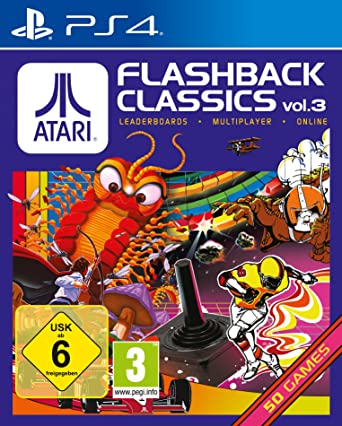 PS4
ATARI®
FLASHBACK
CLASSICS vol.3
LEADERBOARDS • MULTIPLAYER • ONLINE
USK
ab
6
freigegeben
3
www.pegi.info
50 GAMES